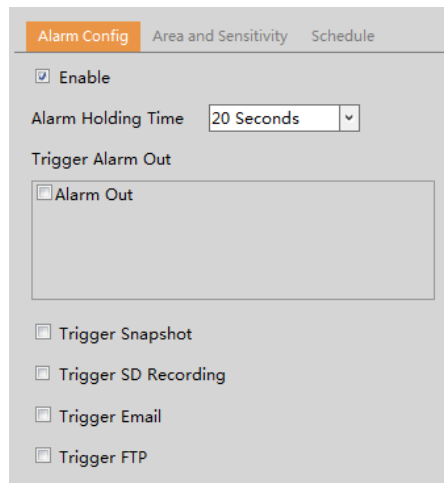 Alarm Config Area and Sensitivity Schedule
Enable
Alarm Holding Time 20 Seconds
Trigger Alarm Out
Alarm Out
Trigger Snapshot
Trigger SD Recording
Trigger Email
Trigger FTP